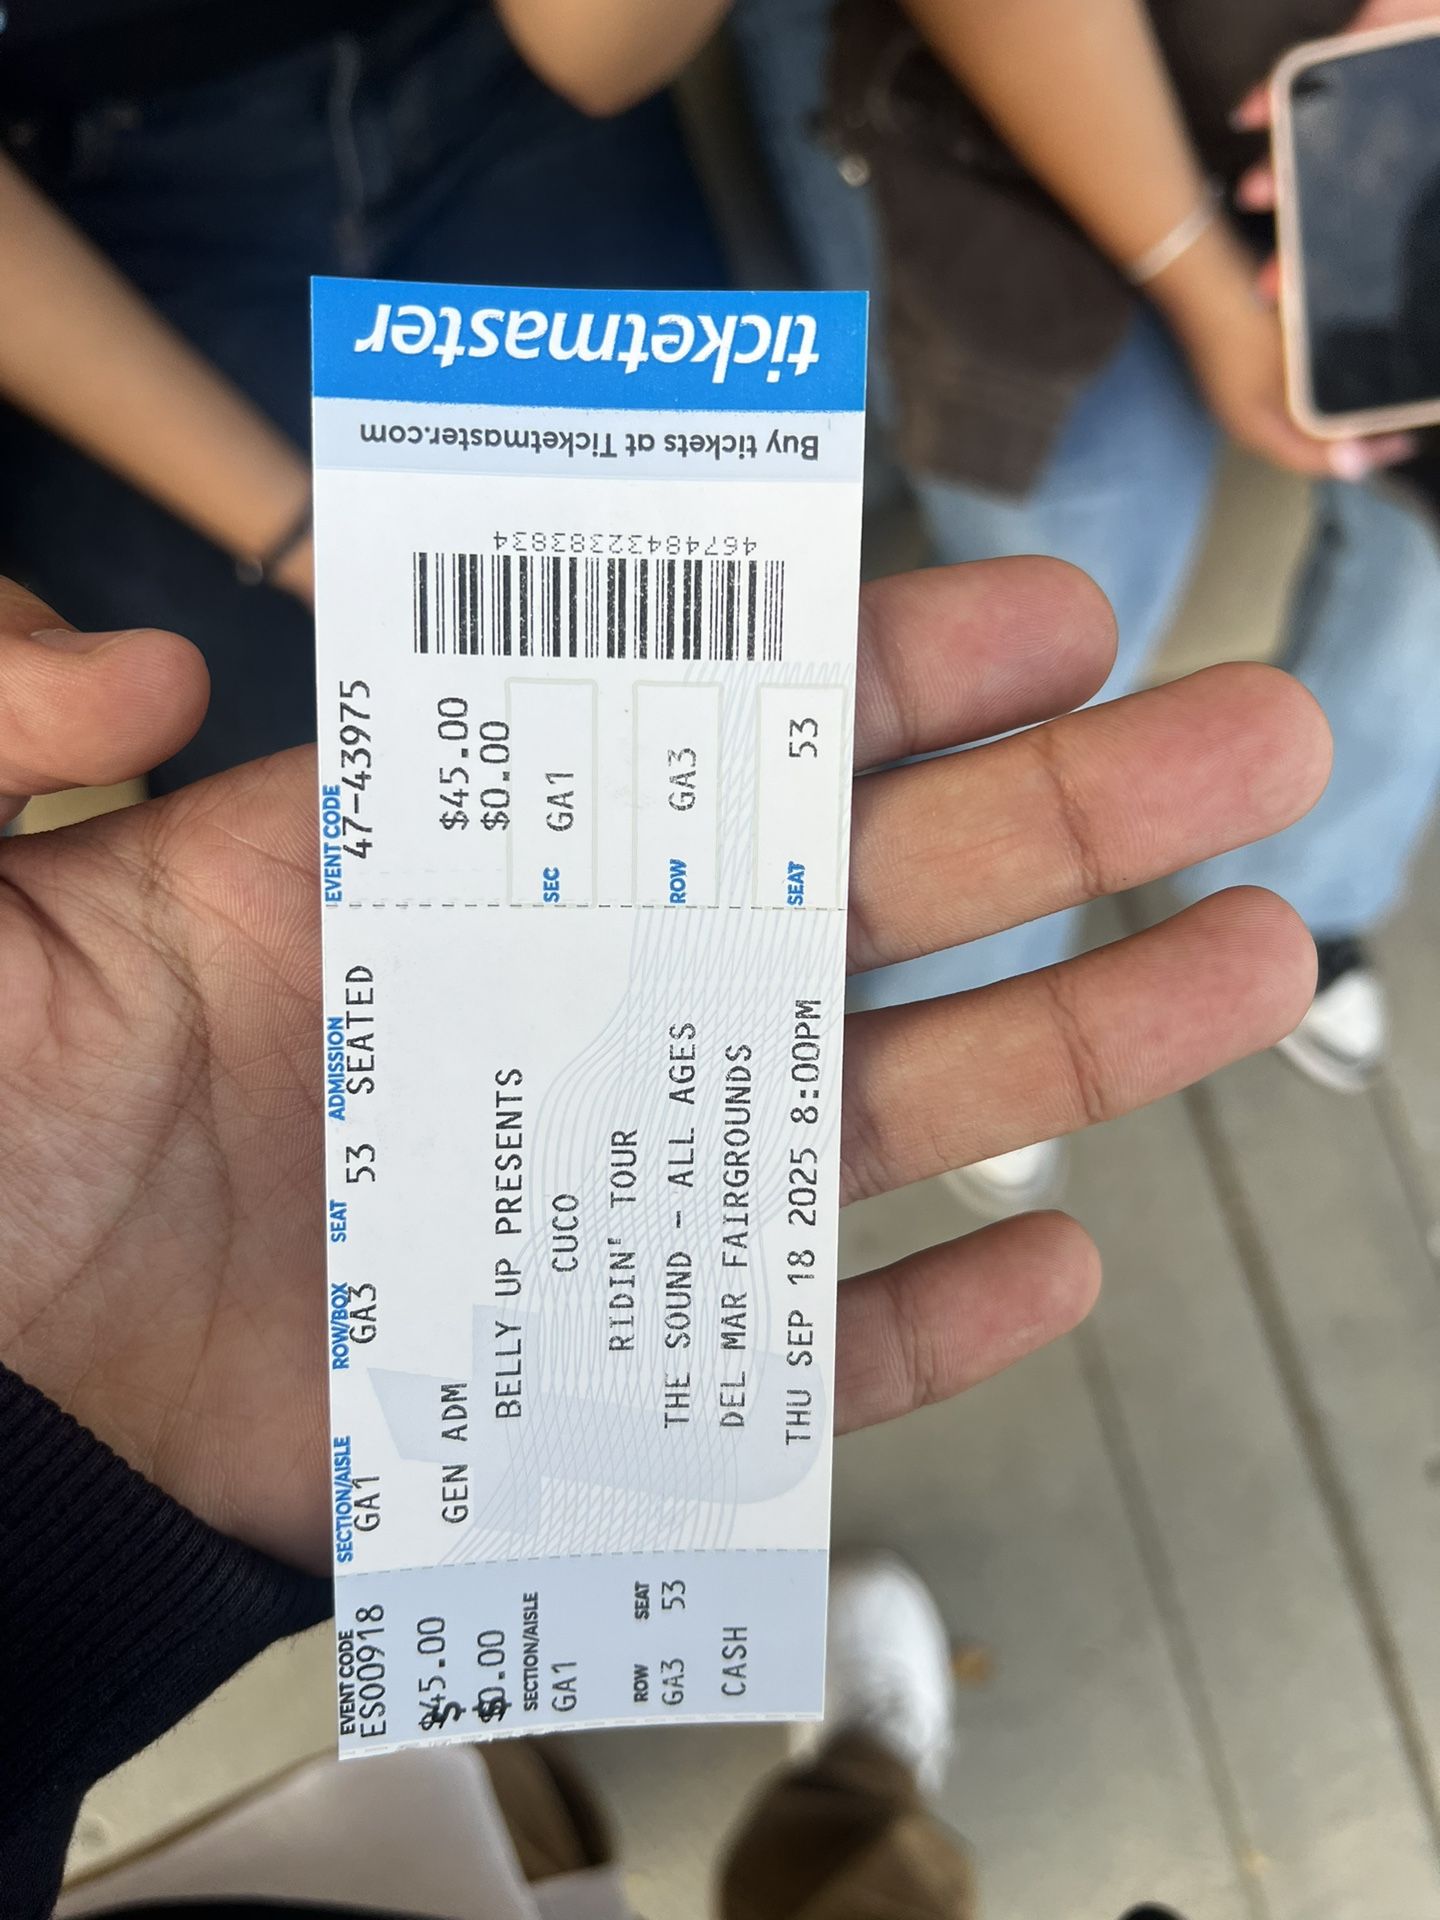 EVENT CODE
ES00918
$45.00
$0.00
SECTION/AISLE
GA1
ROW SEAT
GA3 53
CASH
SECTION/AISLE ROW/BOX SEAT ADMISSION
GA1 GA3 53 SEATED
GEN ADM
BELLY UP PRESENTS
CUCO
RIDIN' TOUR
THE SOUND - ALL AGES
DEL MAR FAIRGROUNDS
THU SEP 18 2025 8:00PM
EVENT CODE
47-43975
$45.00
$0.00
SEC GA1
ROW GA3
SEAT 53
46748432383834
Buy tickets at Ticketmaster.com
ticketmaster